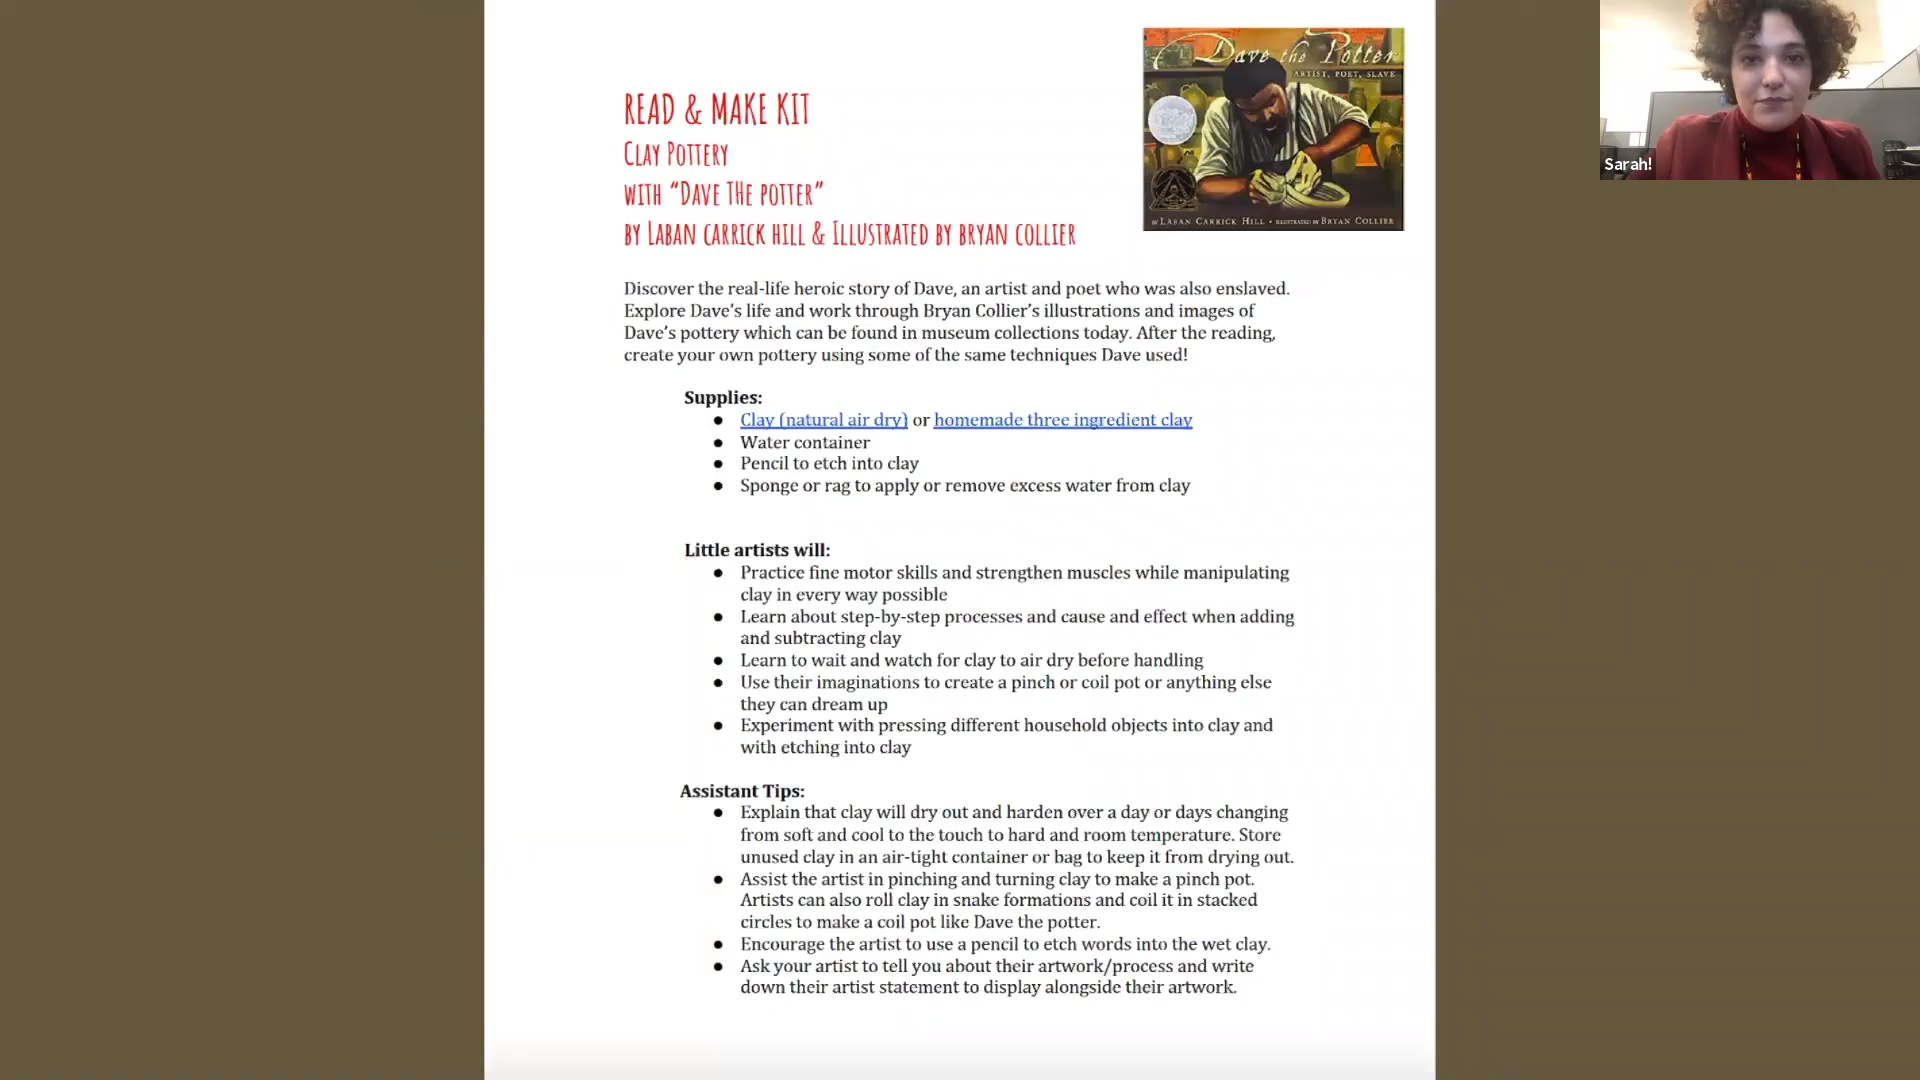 Dave the Potter
ARTIST, POET, SLAVE
BY LABAN CARRICK HILL • ILLUSTRATED BY BRYAN COLLIER
Sarah!
READ & MAKE KIT
CLAY POTTERY
WITH “DAVE THE POTTER”
BY LABAN CARRICK HILL & ILLUSTRATED BY BRYAN COLLIER
Discover the real-life heroic story of Dave, an artist and poet who was also enslaved.
Explore Dave’s life and work through Bryan Collier’s illustrations and images of
Dave’s pottery which can be found in museum collections today. After the reading,
create your own pottery using some of the same techniques Dave used!
Supplies:
● Clay (natural air dry) or homemade three ingredient clay
● Water container
● Pencil to etch into clay
● Sponge or rag to apply or remove excess water from clay
Little artists will:
● Practice fine motor skills and strengthen muscles while manipulating
clay in every way possible
● Learn about step-by-step processes and cause and effect when adding
and subtracting clay
● Learn to wait and watch for clay to air dry before handling
● Use their imaginations to create a pinch or coil pot or anything else
they can dream up
● Experiment with pressing different household objects into clay and
with etching into clay
Assistant Tips:
● Explain that clay will dry out and harden over a day or days changing
from soft and cool to the touch to hard and room temperature. Store
unused clay in an air-tight container or bag to keep it from drying out.
● Assist the artist in pinching and turning clay to make a pinch pot.
Artists can also roll clay in snake formations and coil it in stacked
circles to make a coil pot like Dave the potter.
● Encourage the artist to use a pencil to etch words into the wet clay.
● Ask your artist to tell you about their artwork/process and write
down their artist statement to display alongside their artwork.